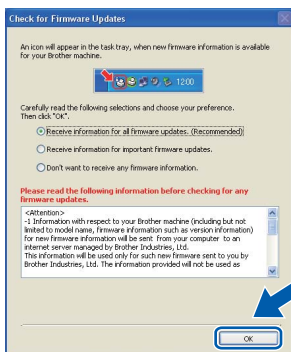 Check for Firmware Updates
An icon will appear in the task tray, when new firmware information is available
for your Brother machine.
12:00
Carefully read the following selections and choose your preference.
Then click "OK".
Receive information for all firmware updates. (Recommended)
Receive information for important firmware updates.
Don't want to receive any firmware information.
Please read the following information before checking for any
firmware updates.
<Attention>
-1 Information with respect to your Brother machine (including but not
limited to model name, firmware information such as version information)
for new firmware information will be sent from your computer to an
internet server managed by Brother Industries, Ltd.
This information will be used only for such new firmware sent to you by
Brother Industries, Ltd. The information provided will not be used as
OK